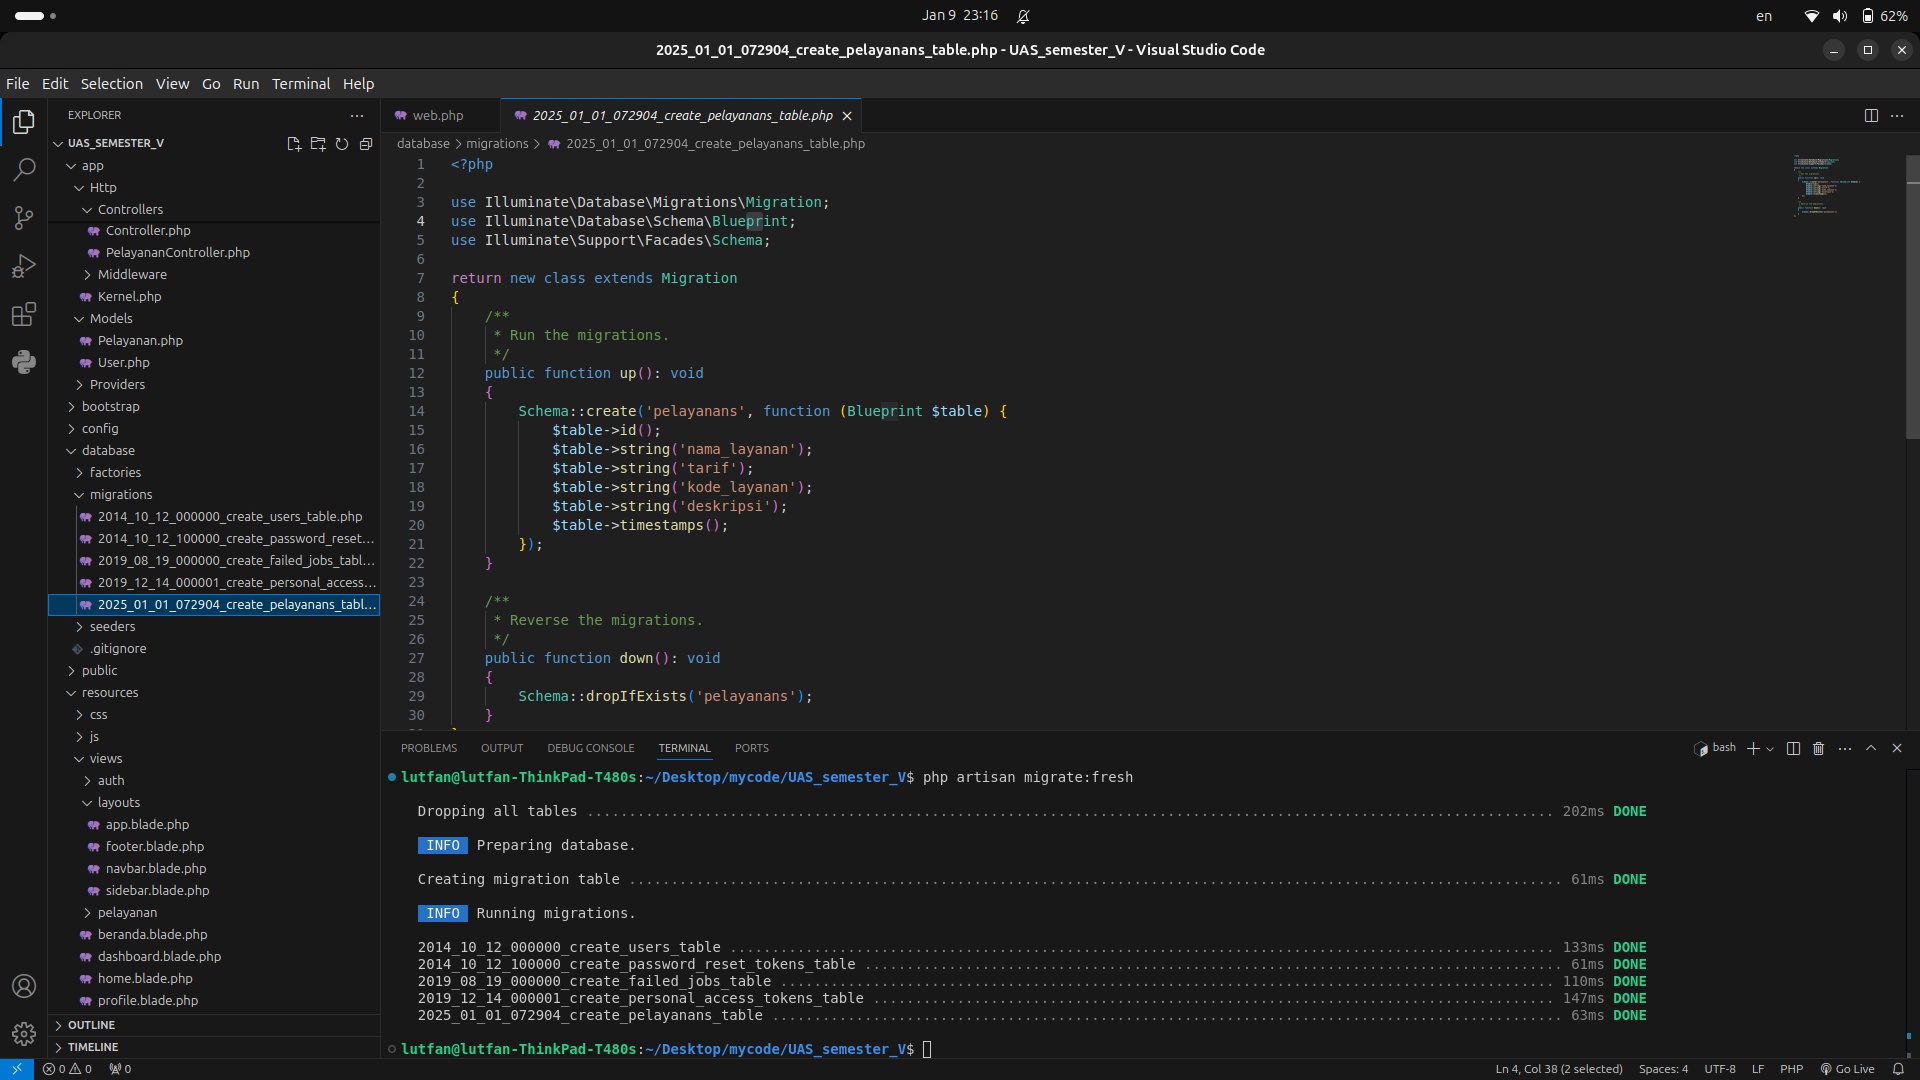 Jan 9 23:16
en
62%
2025_01_01_072904_create_pelayanans_table.php - UAS_semester_V - Visual Studio Code
File Edit Selection View Go Run Terminal Help
EXPLORER
UAS_SEMESTER_V
app
Http
Controllers
Controller.php
PelayananController.php
Middleware
Kernel.php
Models
Pelayanan.php
User.php
Providers
bootstrap
config
database
factories
migrations
2014_10_12_000000_create_users_table.php
2014_10_12_100000_create_password_reset...
2019_08_19_000000_create_failed_jobs_tabl...
2019_12_14_000001_create_personal_access...
2025_01_01_072904_create_pelayanans_tabl...
seeders
.gitignore
public
resources
css
js
views
auth
layouts
app.blade.php
footer.blade.php
navbar.blade.php
sidebar.blade.php
pelayanan
beranda.blade.php
dashboard.blade.php
home.blade.php
profile.blade.php
OUTLINE
TIMELINE
web.php
2025_01_01_072904_create_pelayanans_table.php
database > migrations > 2025_01_01_072904_create_pelayanans_table.php
1 <?php
2
3 use Illuminate\Database\Migrations\Migration;
4 use Illuminate\Database\Schema\Blueprint;
5 use Illuminate\Support\Facades\Schema;
6
7 return new class extends Migration
8 {
9 /**
10 * Run the migrations.
11 */
12 public function up(): void
13 {
14 Schema::create('pelayanans', function (Blueprint $table) {
15 $table->id();
16 $table->string('nama_layanan');
17 $table->string('tarif');
18 $table->string('kode_layanan');
19 $table->string('deskripsi');
20 $table->timestamps();
21 });
22 }
23
24 /**
25 * Reverse the migrations.
26 */
27 public function down(): void
28 {
29 Schema::dropIfExists('pelayanans');
30 }
PROBLEMS OUTPUT DEBUG CONSOLE TERMINAL PORTS
bash
lutfan@lutfan-ThinkPad-T480s:~/Desktop/mycode/UAS_semester_V$ php artisan migrate:fresh
Dropping all tables ........ 202ms DONE
INFO Preparing database.
Creating migration table ........ 61ms DONE
INFO Running migrations.
2014_10_12_000000_create_users_table ........ 133ms DONE
2014_10_12_100000_create_password_reset_tokens_table ........ 61ms DONE
2019_08_19_000000_create_failed_jobs_table ........ 110ms DONE
2019_12_14_000001_create_personal_access_tokens_table ........ 147ms DONE
2025_01_01_072904_create_pelayanans_table ........ 63ms DONE
lutfan@lutfan-ThinkPad-T480s:~/Desktop/mycode/UAS_semester_V$
0 0 0
Ln 4, Col 38 (2 selected) Spaces: 4 UTF-8 LF PHP Go Live